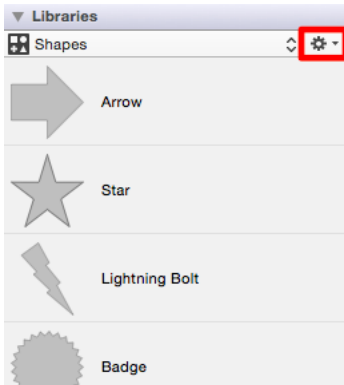 Libraries
Shapes
Arrow
Star
Lightning Bolt
Badge